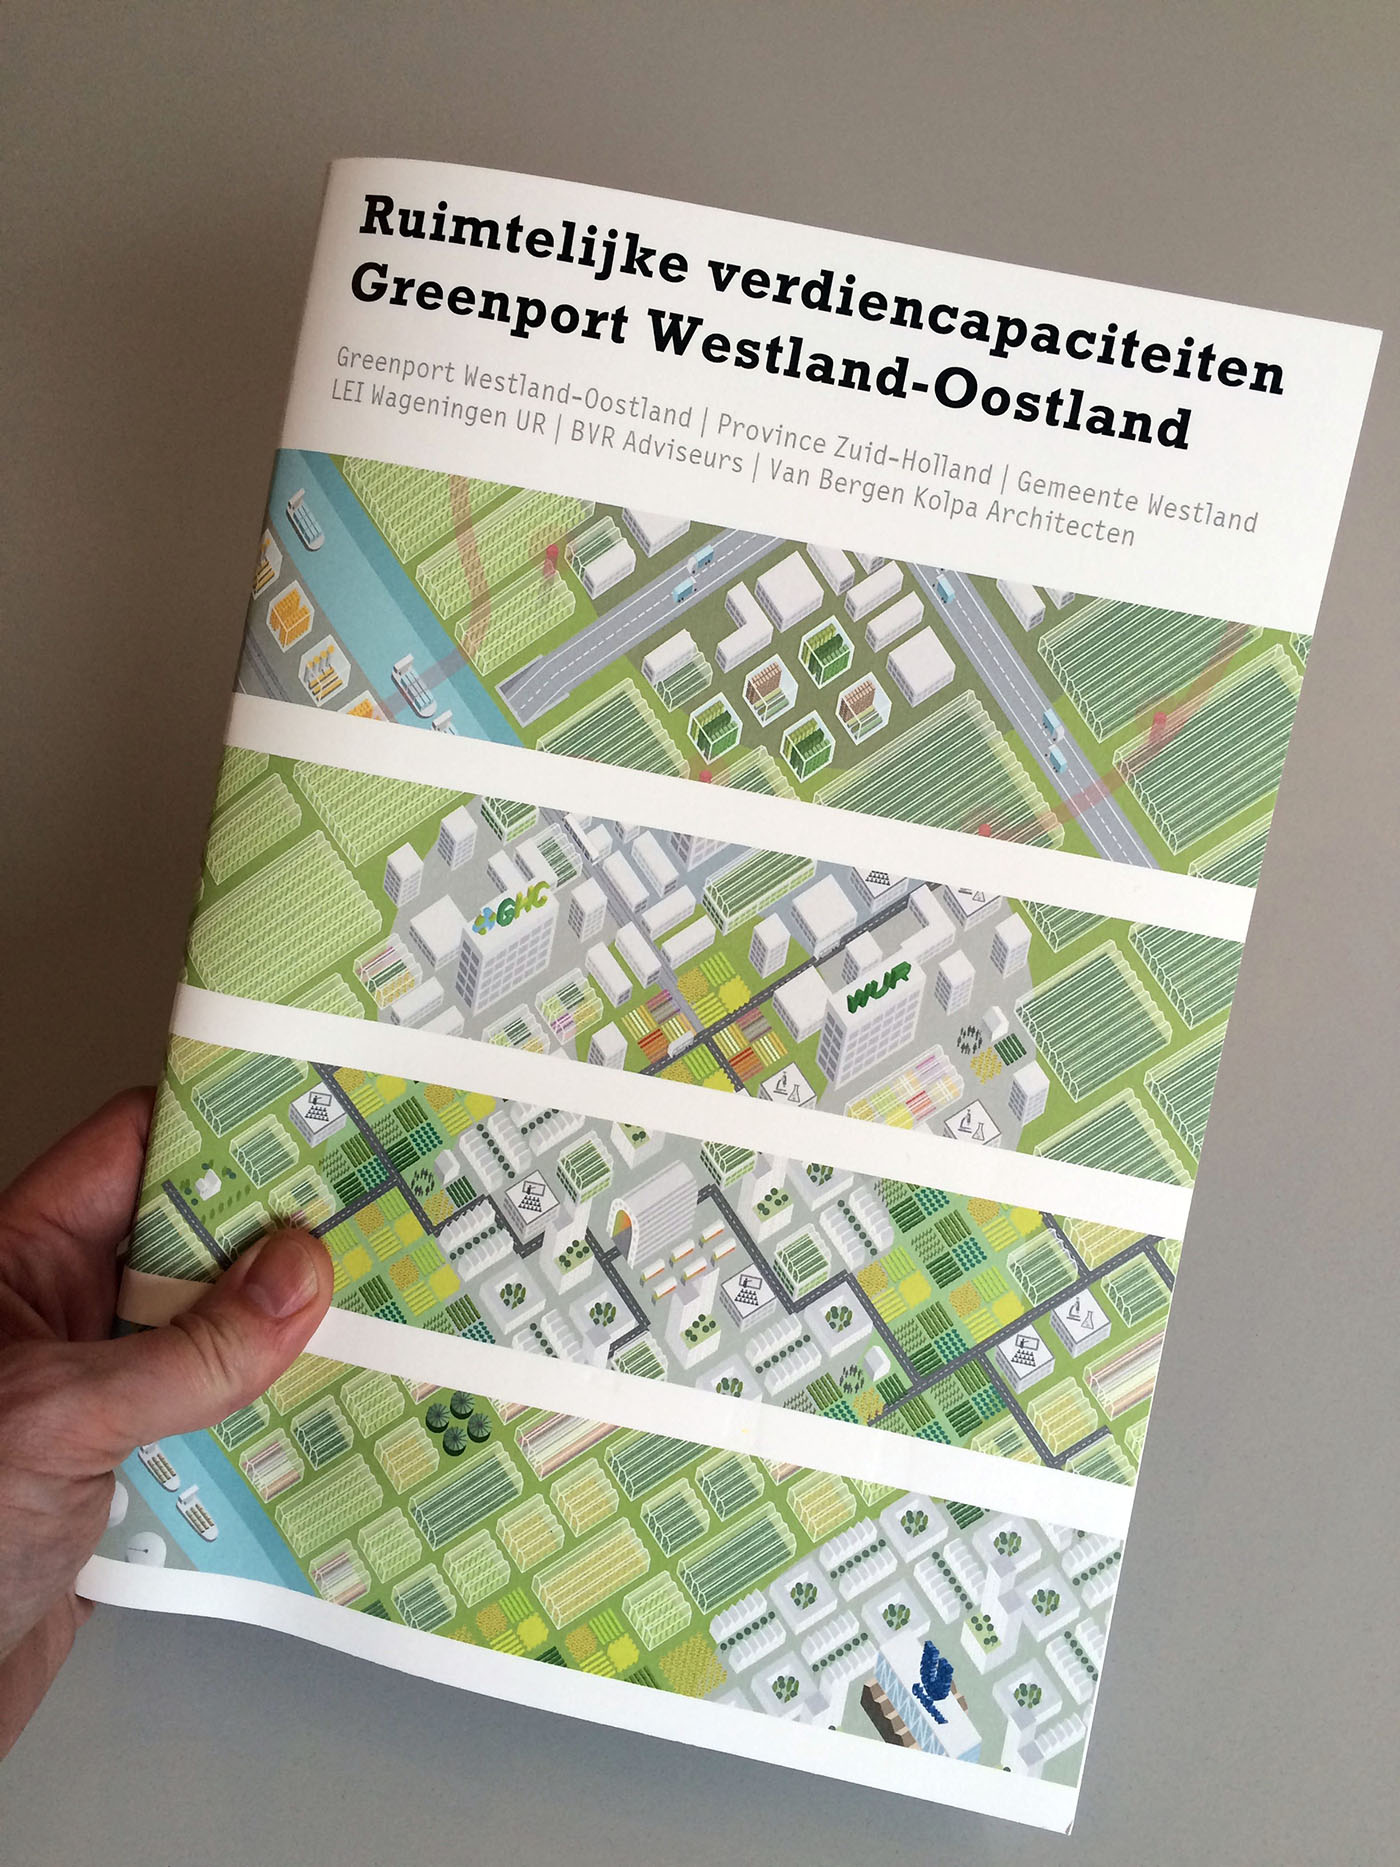 Ruimtelijke verdiencapaciteiten
Greenport Westland-Oostland
Greenport Westland-Oostland | Province Zuid-Holland | Gemeente Westland
LEI Wageningen UR | BVR Adviseurs | Van Bergen Kolpa Architecten
GHC
WUR